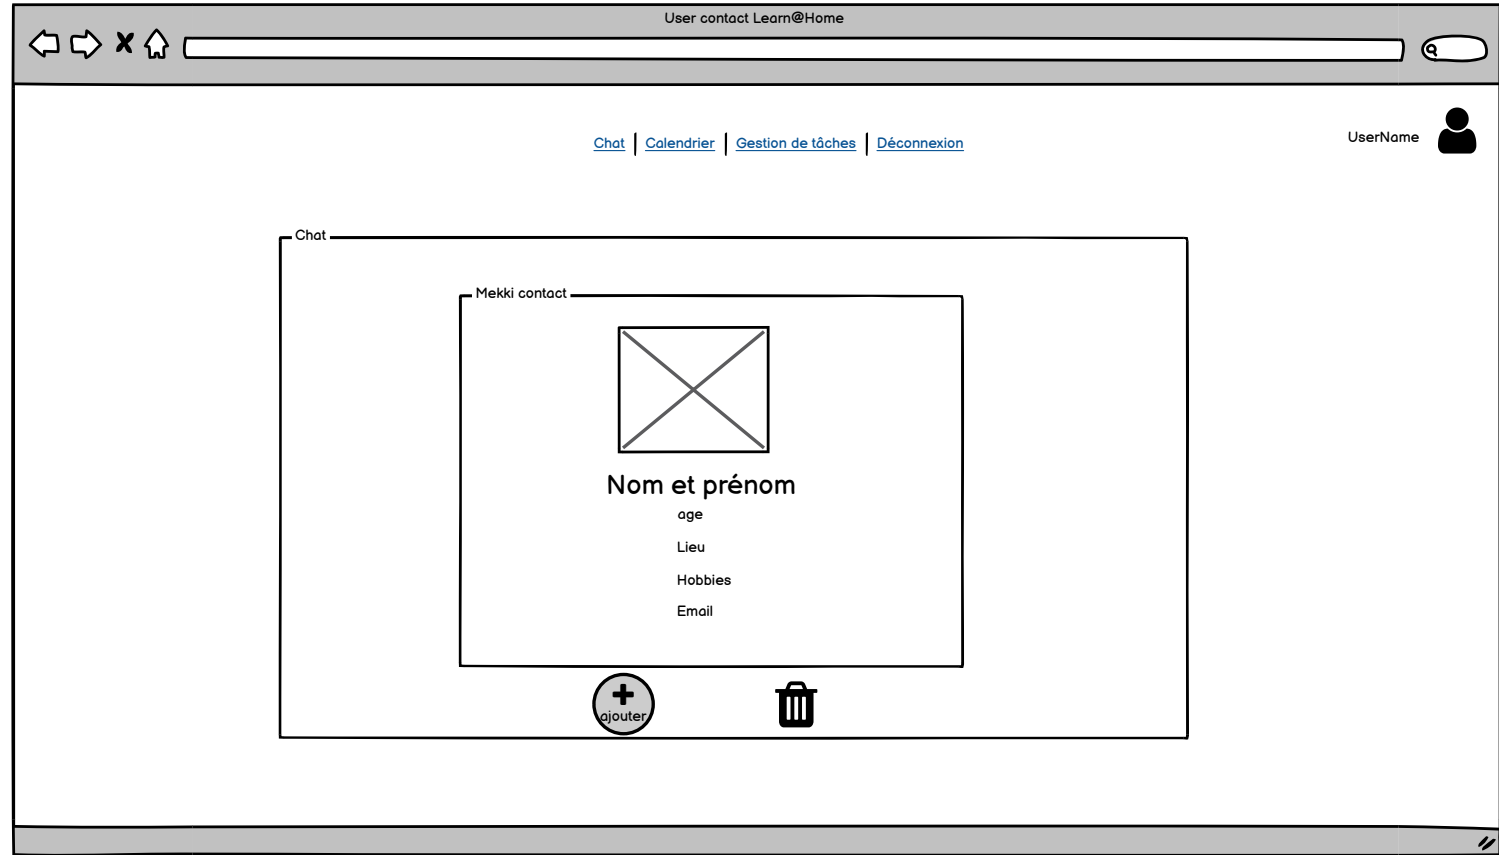 User contact Learn@Home
Chat | Calendrier | Gestion de tâches | Déconnexion
UserName
Chat
Mekki contact
Nom et prénom
age
Lieu
Hobbies
Email
ajouter